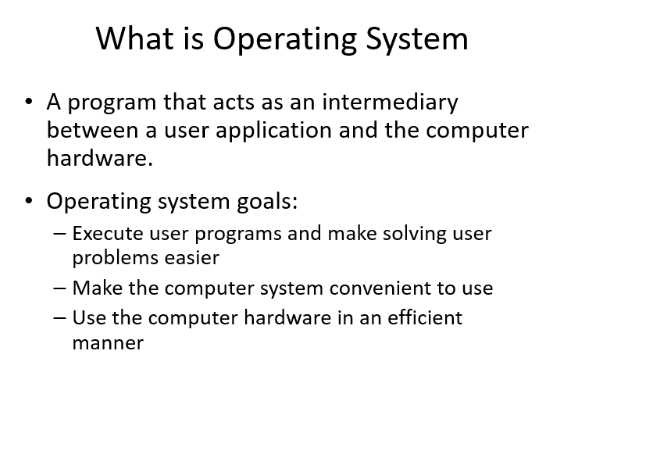 What is Operating System
• A program that acts as an intermediary
between a user application and the computer
hardware.
• Operating system goals:
– Execute user programs and make solving user
problems easier
– Make the computer system convenient to use
– Use the computer hardware in an efficient
manner